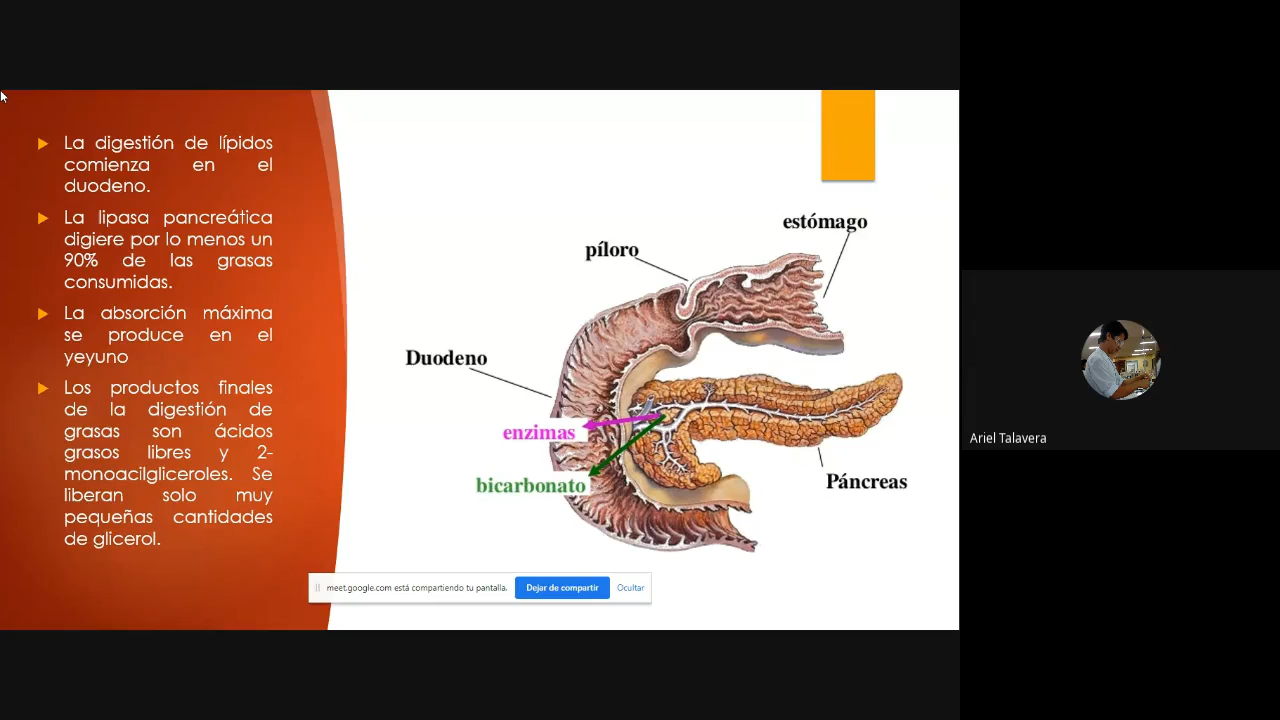 La digestión de lípidos
comienza en el
duodeno.
La lipasa pancreática
digiere por lo menos un
90% de las grasas
consumidas.
La absorción máxima
se produce en el
yeyuno
Los productos finales
de la digestión de
grasas son ácidos
grasos libres y 2-
monoacilgliceroles. Se
liberan solo muy
pequeñas cantidades
de glicerol.
estómago
píloro
Duodeno
enzimas
bicarbonato
Páncreas
meet.google.com está compartiendo tu pantalla.
Dejar de compartir
Ocultar
Ariel Talavera